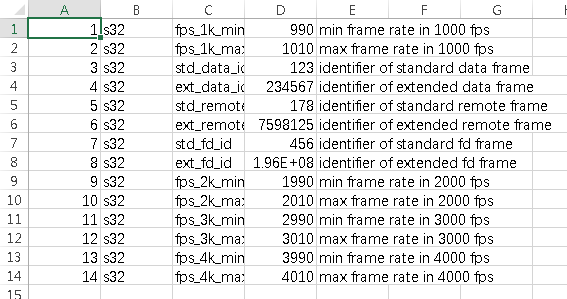 A B C D E F G
1 1 s32 fps_1k_min 990 min frame rate in 1000 fps
2 2 s32 fps_1k_max 1010 max frame rate in 1000 fps
3 3 s32 std_data_id 123 identifier of standard data frame
4 4 s32 ext_data_id 234567 identifier of extended data frame
5 5 s32 std_remote 178 identifier of standard remote frame
6 6 s32 ext_remote 7598125 identifier of extended remote frame
7 7 s32 std_fd_id 456 identifier of standard fd frame
8 8 s32 ext_fd_id 1.96E+08 identifier of extended fd frame
9 9 s32 fps_2k_min 1990 min frame rate in 2000 fps
10 10 s32 fps_2k_max 2010 max frame rate in 2000 fps
11 11 s32 fps_3k_min 2990 min frame rate in 3000 fps
12 12 s32 fps_3k_max 3010 max frame rate in 3000 fps
13 13 s32 fps_4k_min 3990 min frame rate in 4000 fps
14 14 s32 fps_4k_max 4010 max frame rate in 4000 fps
15